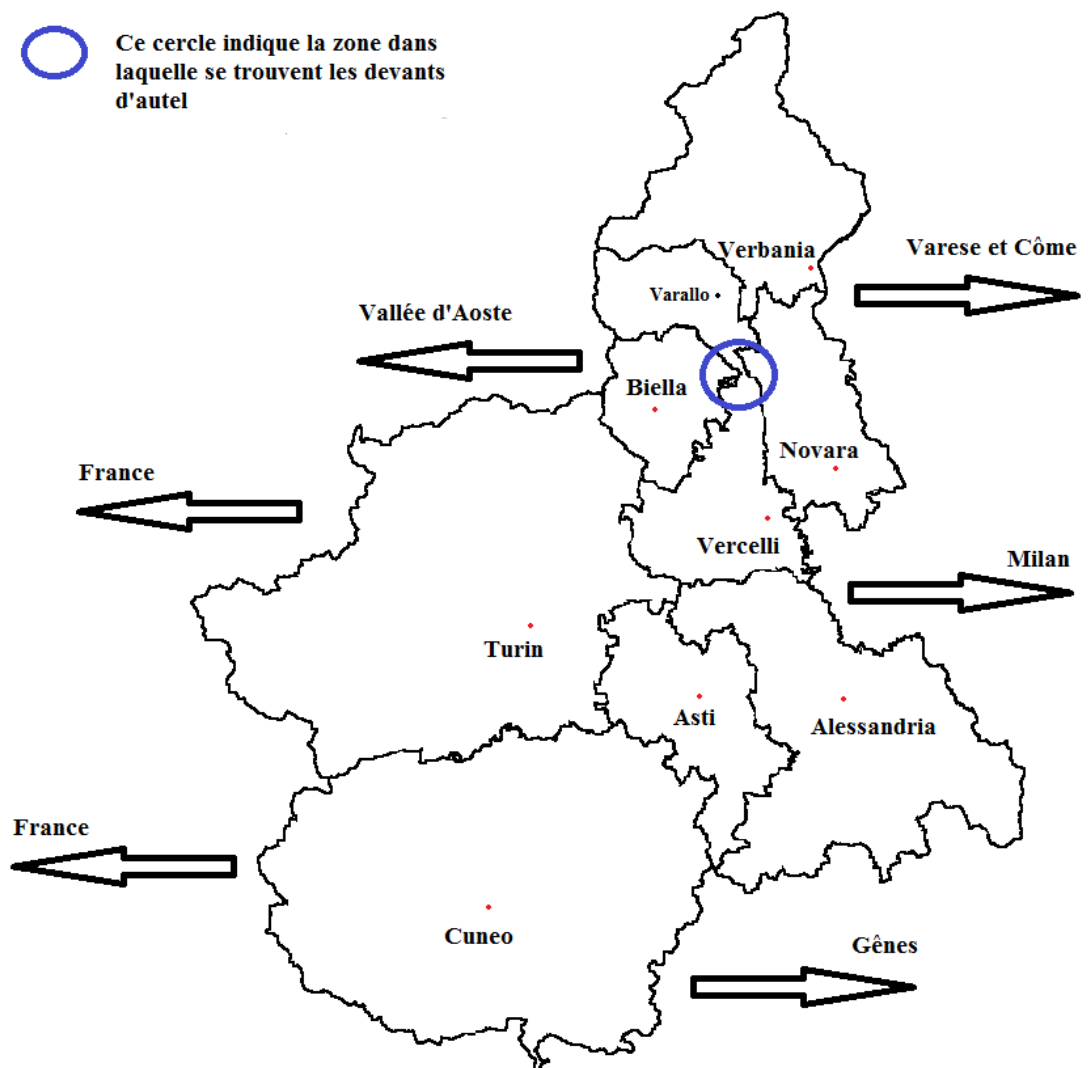 Ce cercle indique la zone dans
laquelle se trouvent les devants
d'autel
Verbania
Varese et Côme
Varallo
Vallée d'Aoste
Biella
Novara
France
Vercelli
Milan
Turin
Asti
Alessandria
France
Cuneo
Gênes